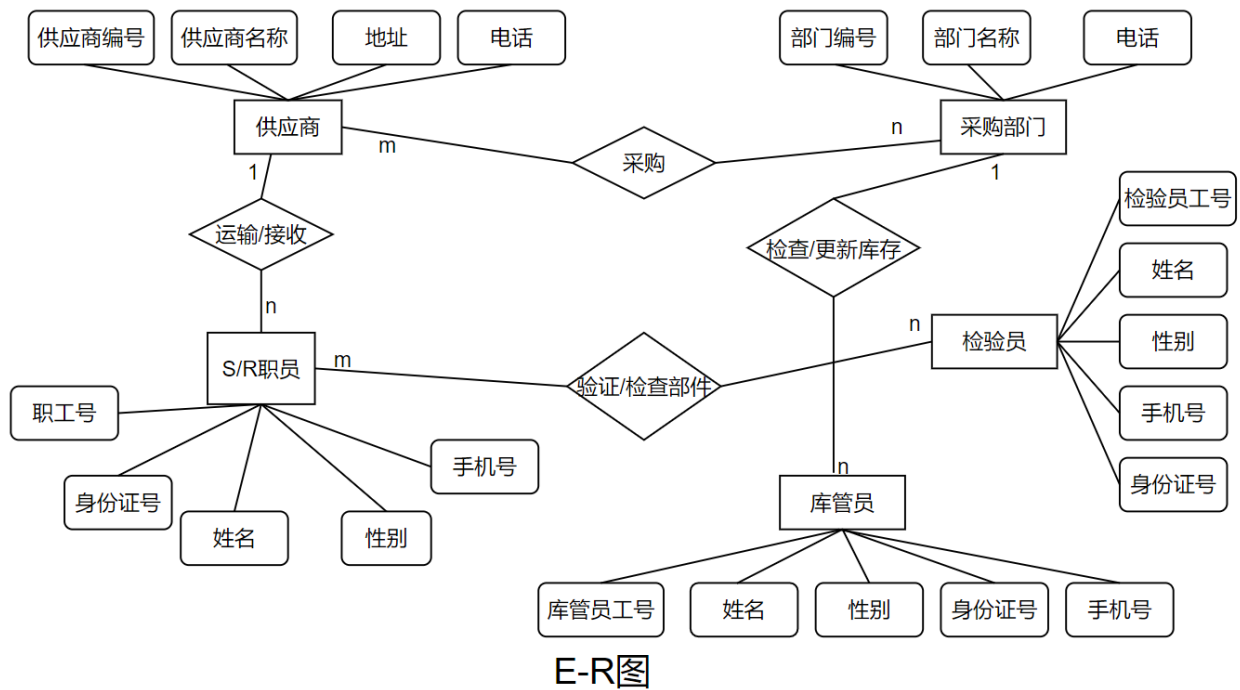 供应商编号
供应商名称
地址
电话
部门编号
部门名称
电话
供应商
采购部门
m
n
采购
1
1
检验员工号
运输/接收
检查/更新库存
姓名
n
n
检验员
性别
S/R职员
m
验证/检查部件
职工号
手机号
手机号
身份证号
姓名
性别
n
库管员
身份证号
库管员工号
姓名
性别
身份证号
手机号
E-R图